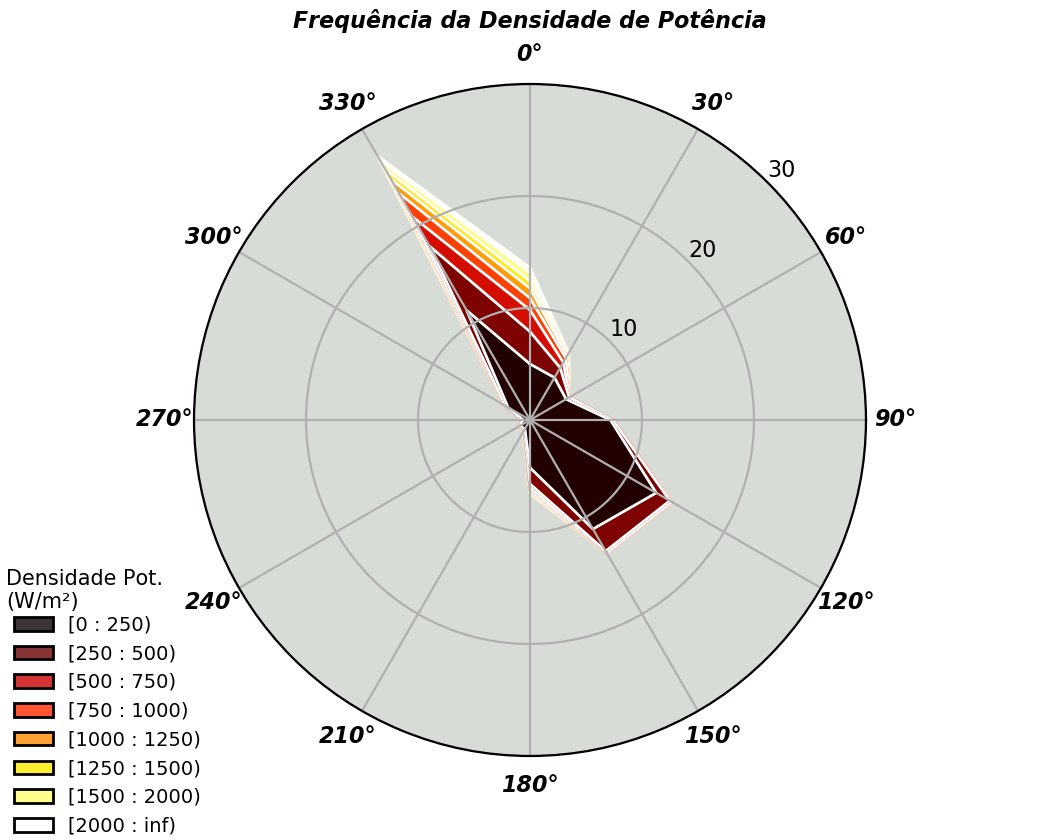 Frequência da Densidade de Potência
0°
330°
30°
30
300°
60°
20
10
270°
90°
240°
120°
210°
150°
180°
Densidade Pot.
(W/m²)
[0 : 250)
[250 : 500)
[500 : 750)
[750 : 1000)
[1000 : 1250)
[1250 : 1500)
[1500 : 2000)
[2000 : inf)